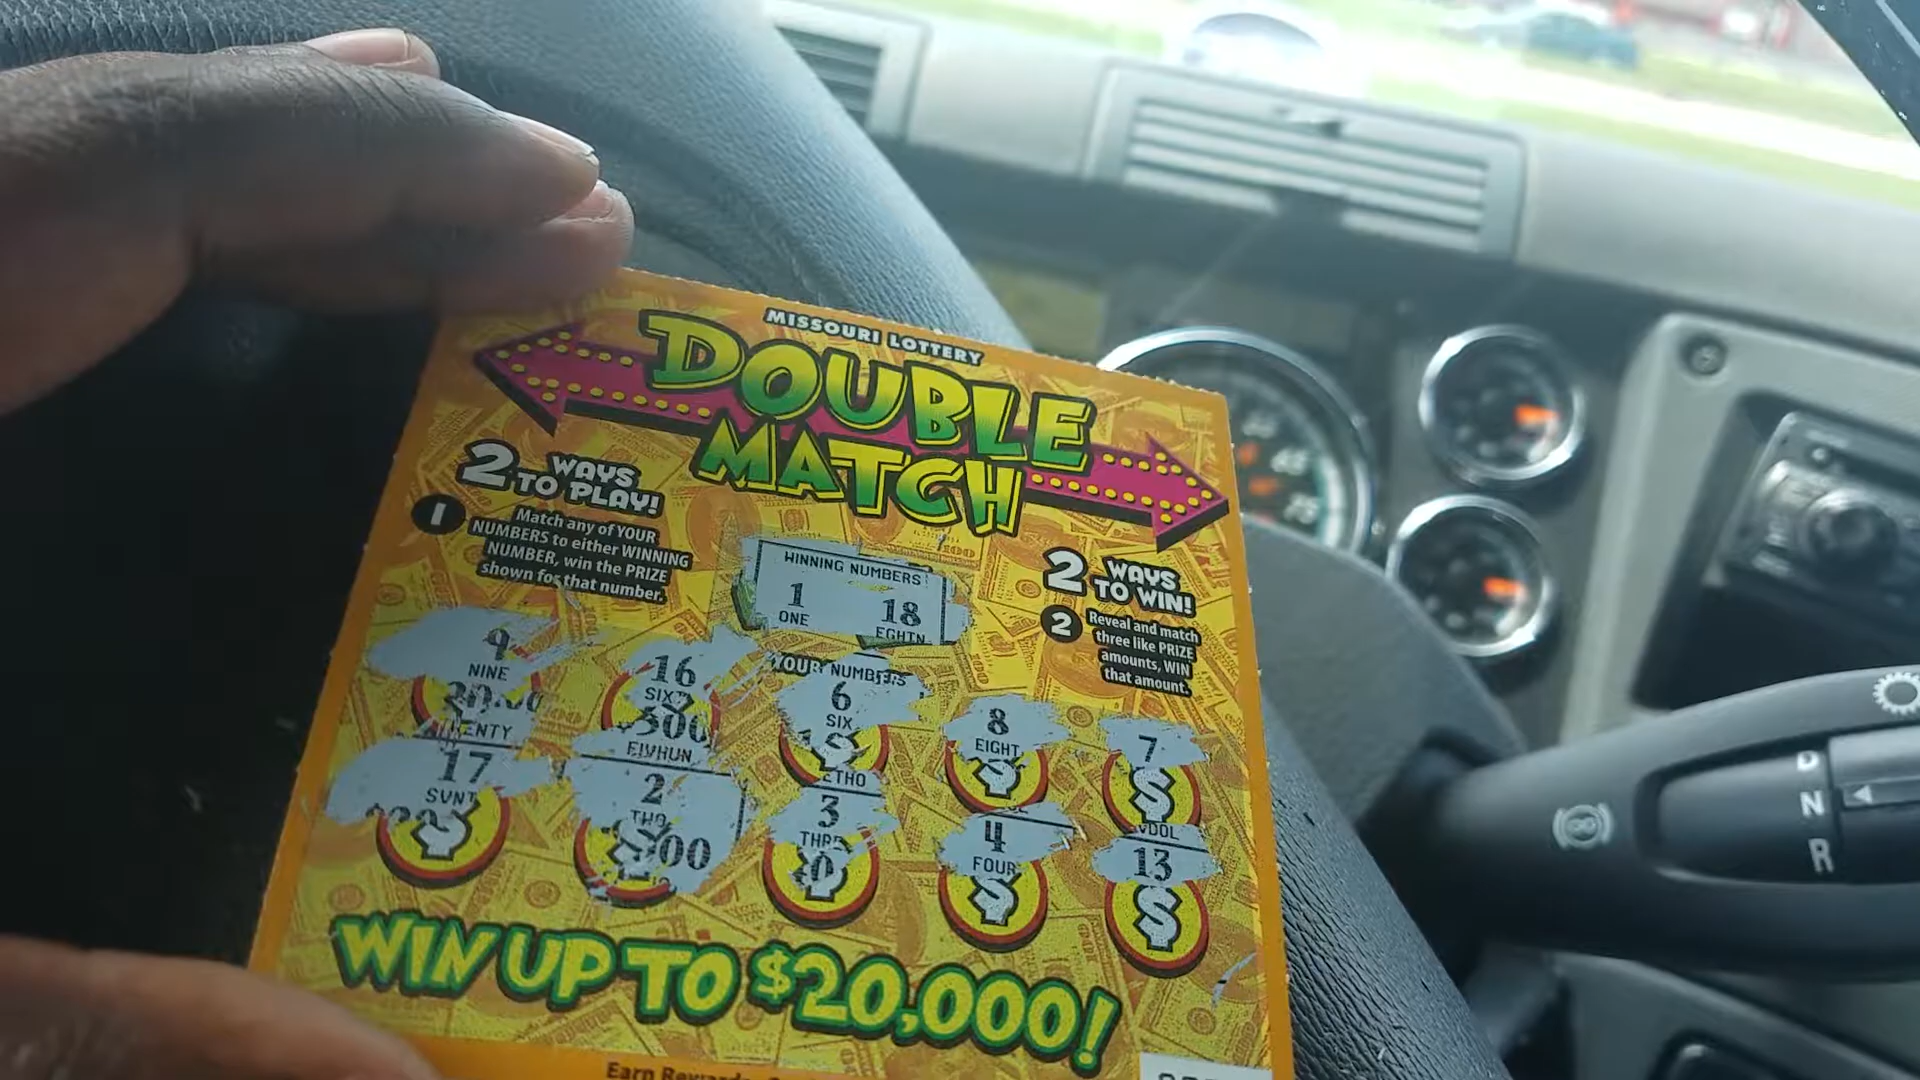 MISSOURI LOTTERY
DOUBLE
MATCH
2 WAYS
TO PLAY!
1 Match any of YOUR
NUMBERS to either WINNING
NUMBER, win the PRIZE
shown for that number.
WINNING NUMBERS
1 18
ONE EGHTN
2 WAYS
TO WIN!
2 Reveal and match
three like PRIZE
amounts, WIN
that amount.
YOUR NUMBERS
9 16 6 8 7
NINE SIX EIGHT
17 2 3 4 13
SVNT FOUR
WIN UP TO $20,000!
D
N
R